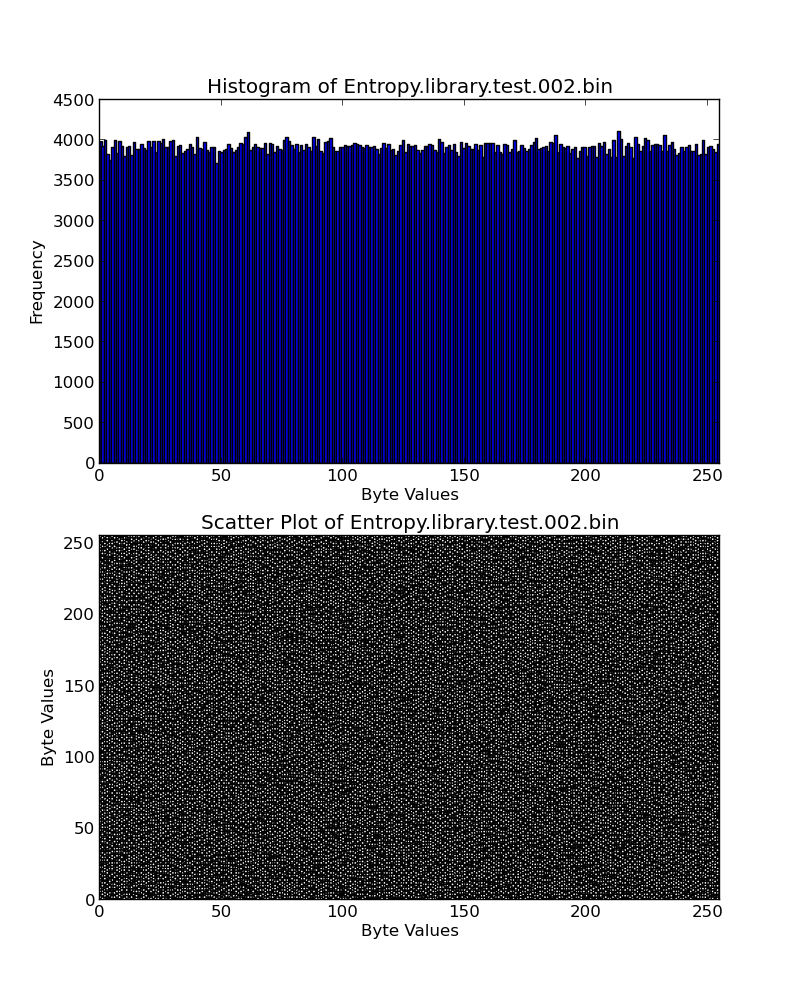 Histogram of Entropy.library.test.002.bin
4500
4000
3500
3000
2500
2000
1500
1000
500
0
Frequency
0 50 100 150 200 250
Byte Values
Scatter Plot of Entropy.library.test.002.bin
250
200
150
100
50
0
Byte Values
0 50 100 150 200 250
Byte Values